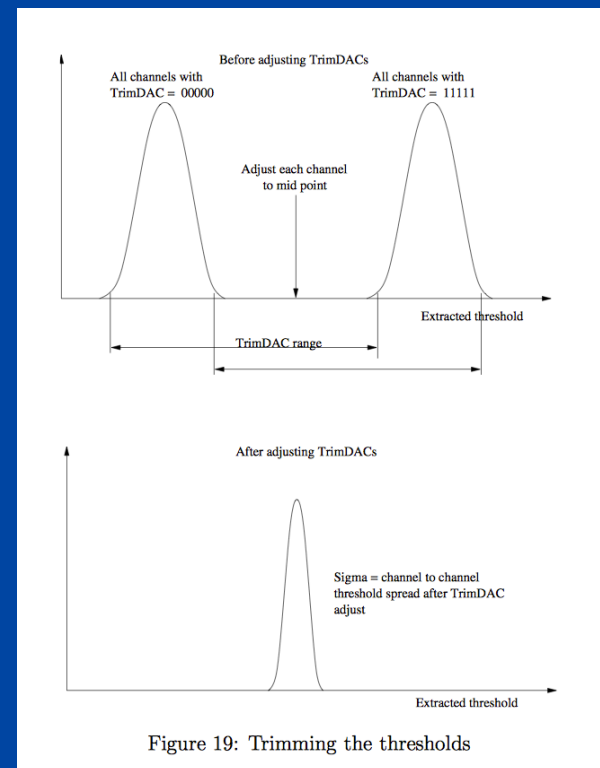 Before adjusting TrimDACs
All channels with
TrimDAC = 00000
All channels with
TrimDAC = 11111
Adjust each channel
to mid point
Extracted threshold
TrimDAC range
After adjusting TrimDACs
Sigma = channel to channel
threshold spread after TrimDAC
adjust
Extracted threshold
Figure 19: Trimming the thresholds